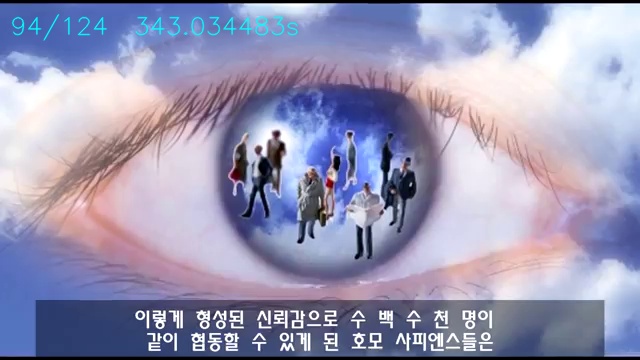 94/124 343.034483s
이렇게 형성된 신뢰감으로 수 백 수 천 명이
같이 협동할 수 있게 된 호모 사피엔스들은